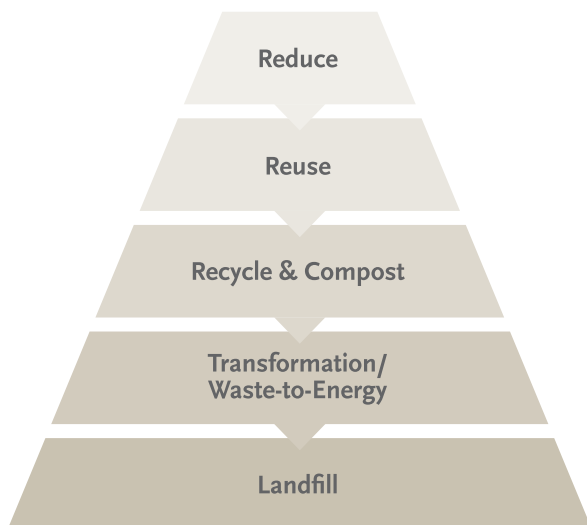 Reduce
Reuse
Recycle & Compost
Transformation/
Waste-to-Energy
Landfill